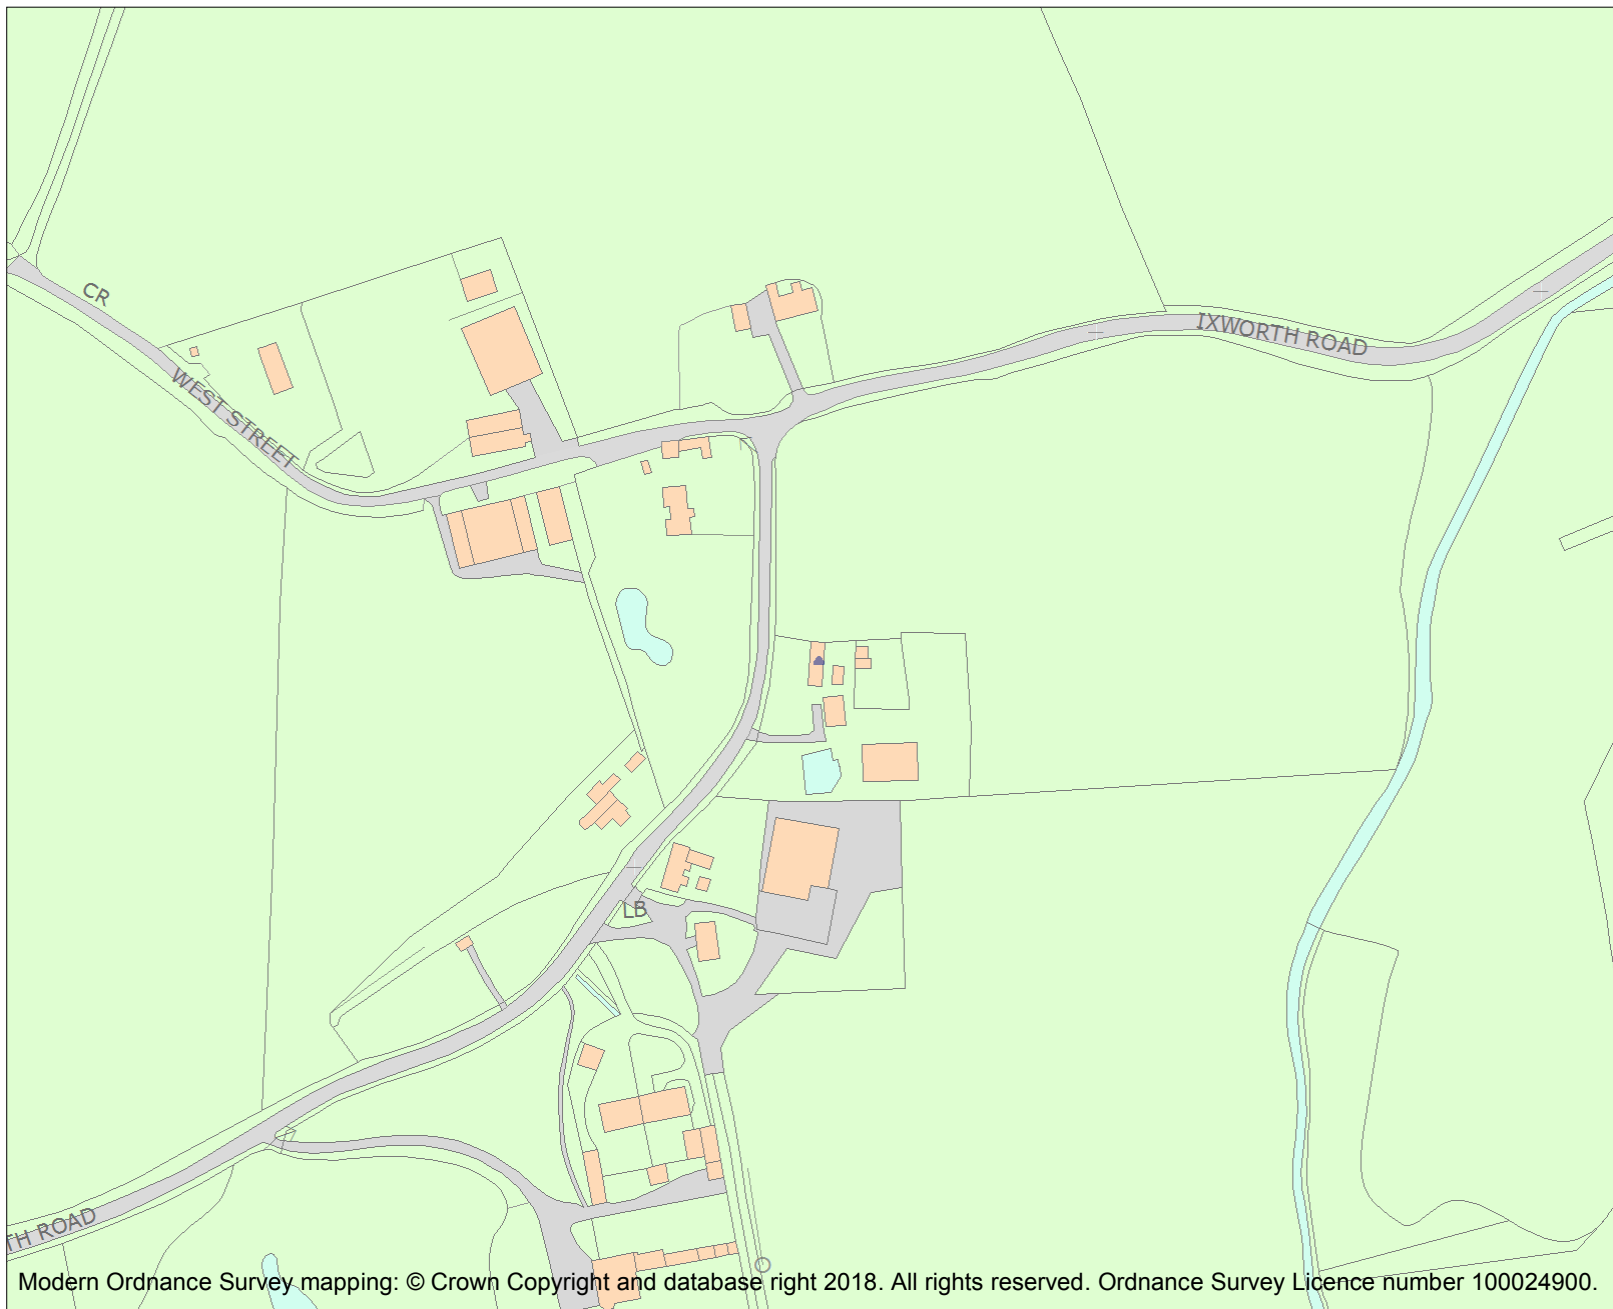 CR
IXWORTH ROAD
WEST STREET
LB
TH ROAD
Modern Ordnance Survey mapping: © Crown Copyright and database right 2018. All rights reserved. Ordnance Survey Licence number 100024900.